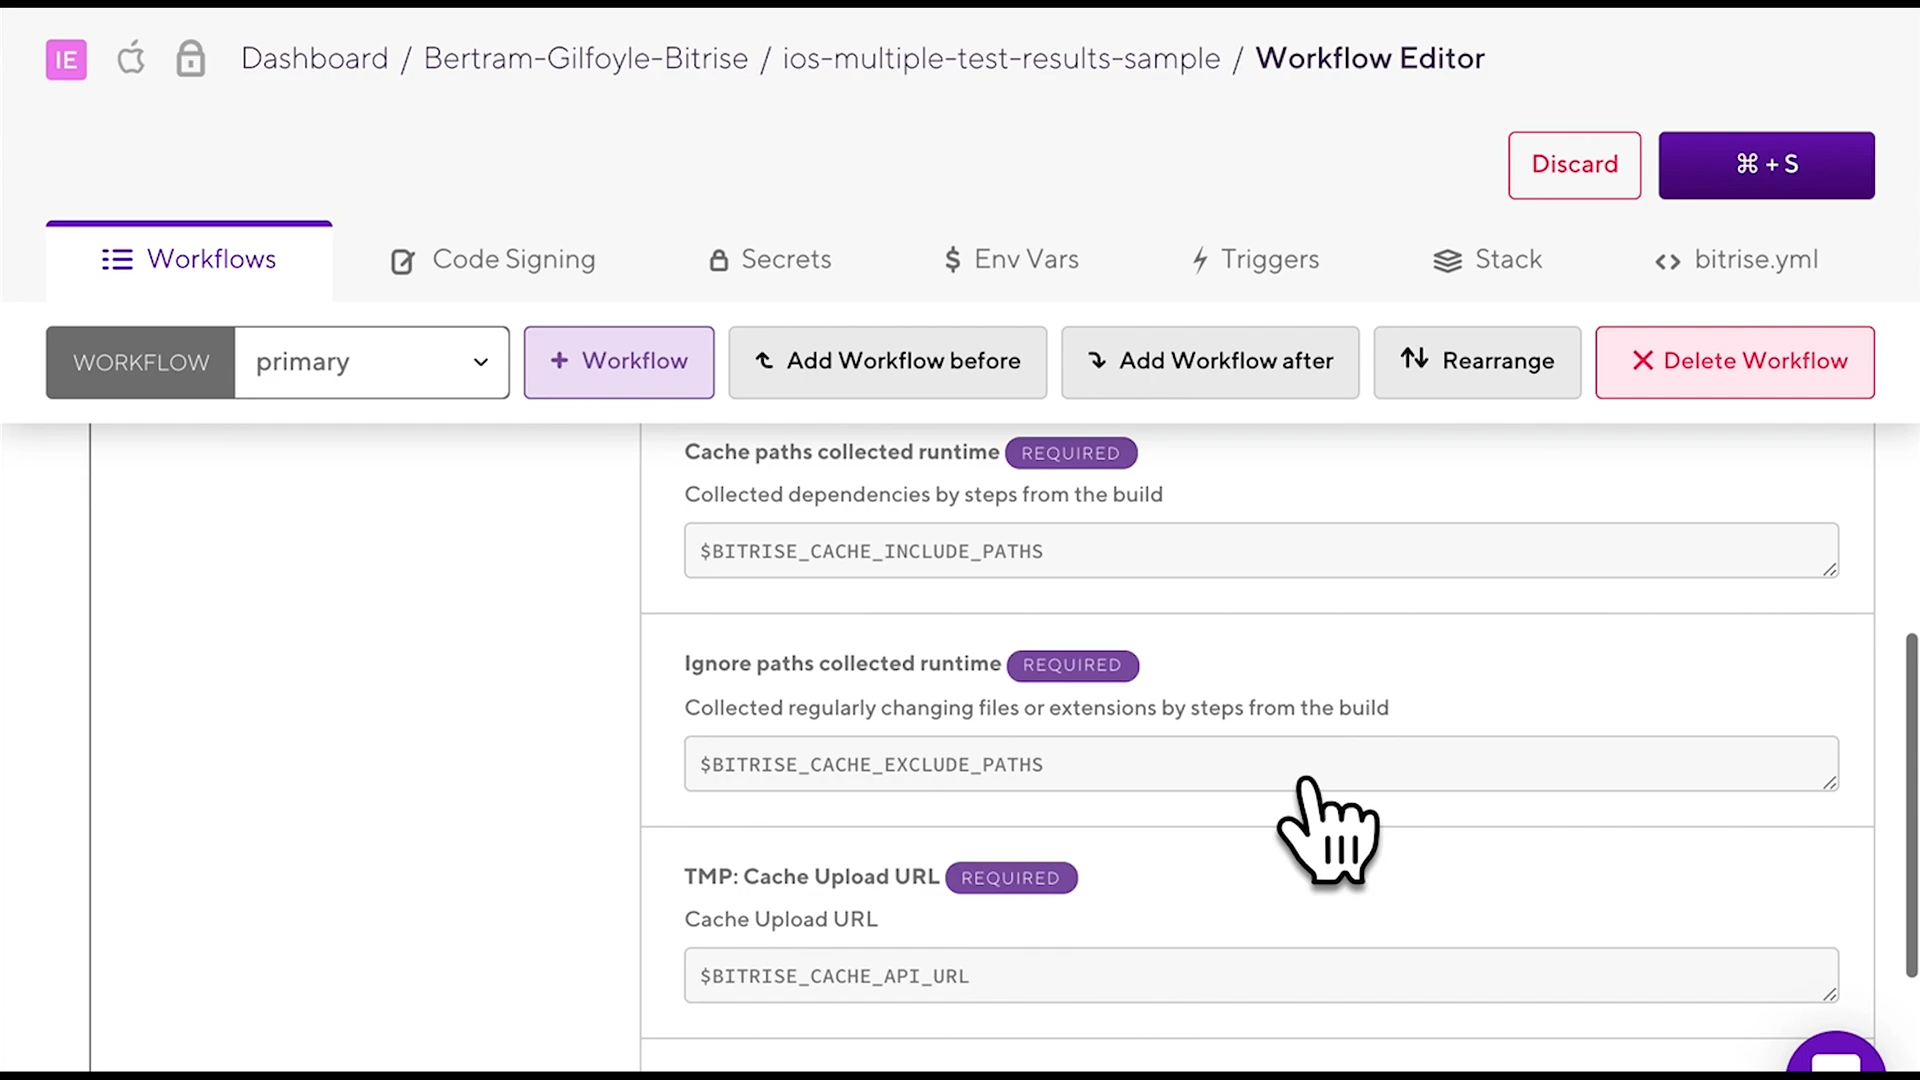 IE Dashboard / Bertram-Gilfoyle-Bitrise / ios-multiple-test-results-sample / Workflow Editor
Discard ⌘ + S
Workflows Code Signing Secrets $ Env Vars Triggers Stack <> bitrise.yml
WORKFLOW primary + Workflow Add Workflow before Add Workflow after Rearrange Delete Workflow
Cache paths collected runtime REQUIRED
Collected dependencies by steps from the build
$BITRISE_CACHE_INCLUDE_PATHS
Ignore paths collected runtime REQUIRED
Collected regularly changing files or extensions by steps from the build
$BITRISE_CACHE_EXCLUDE_PATHS
TMP: Cache Upload URL REQUIRED
Cache Upload URL
$BITRISE_CACHE_API_URL